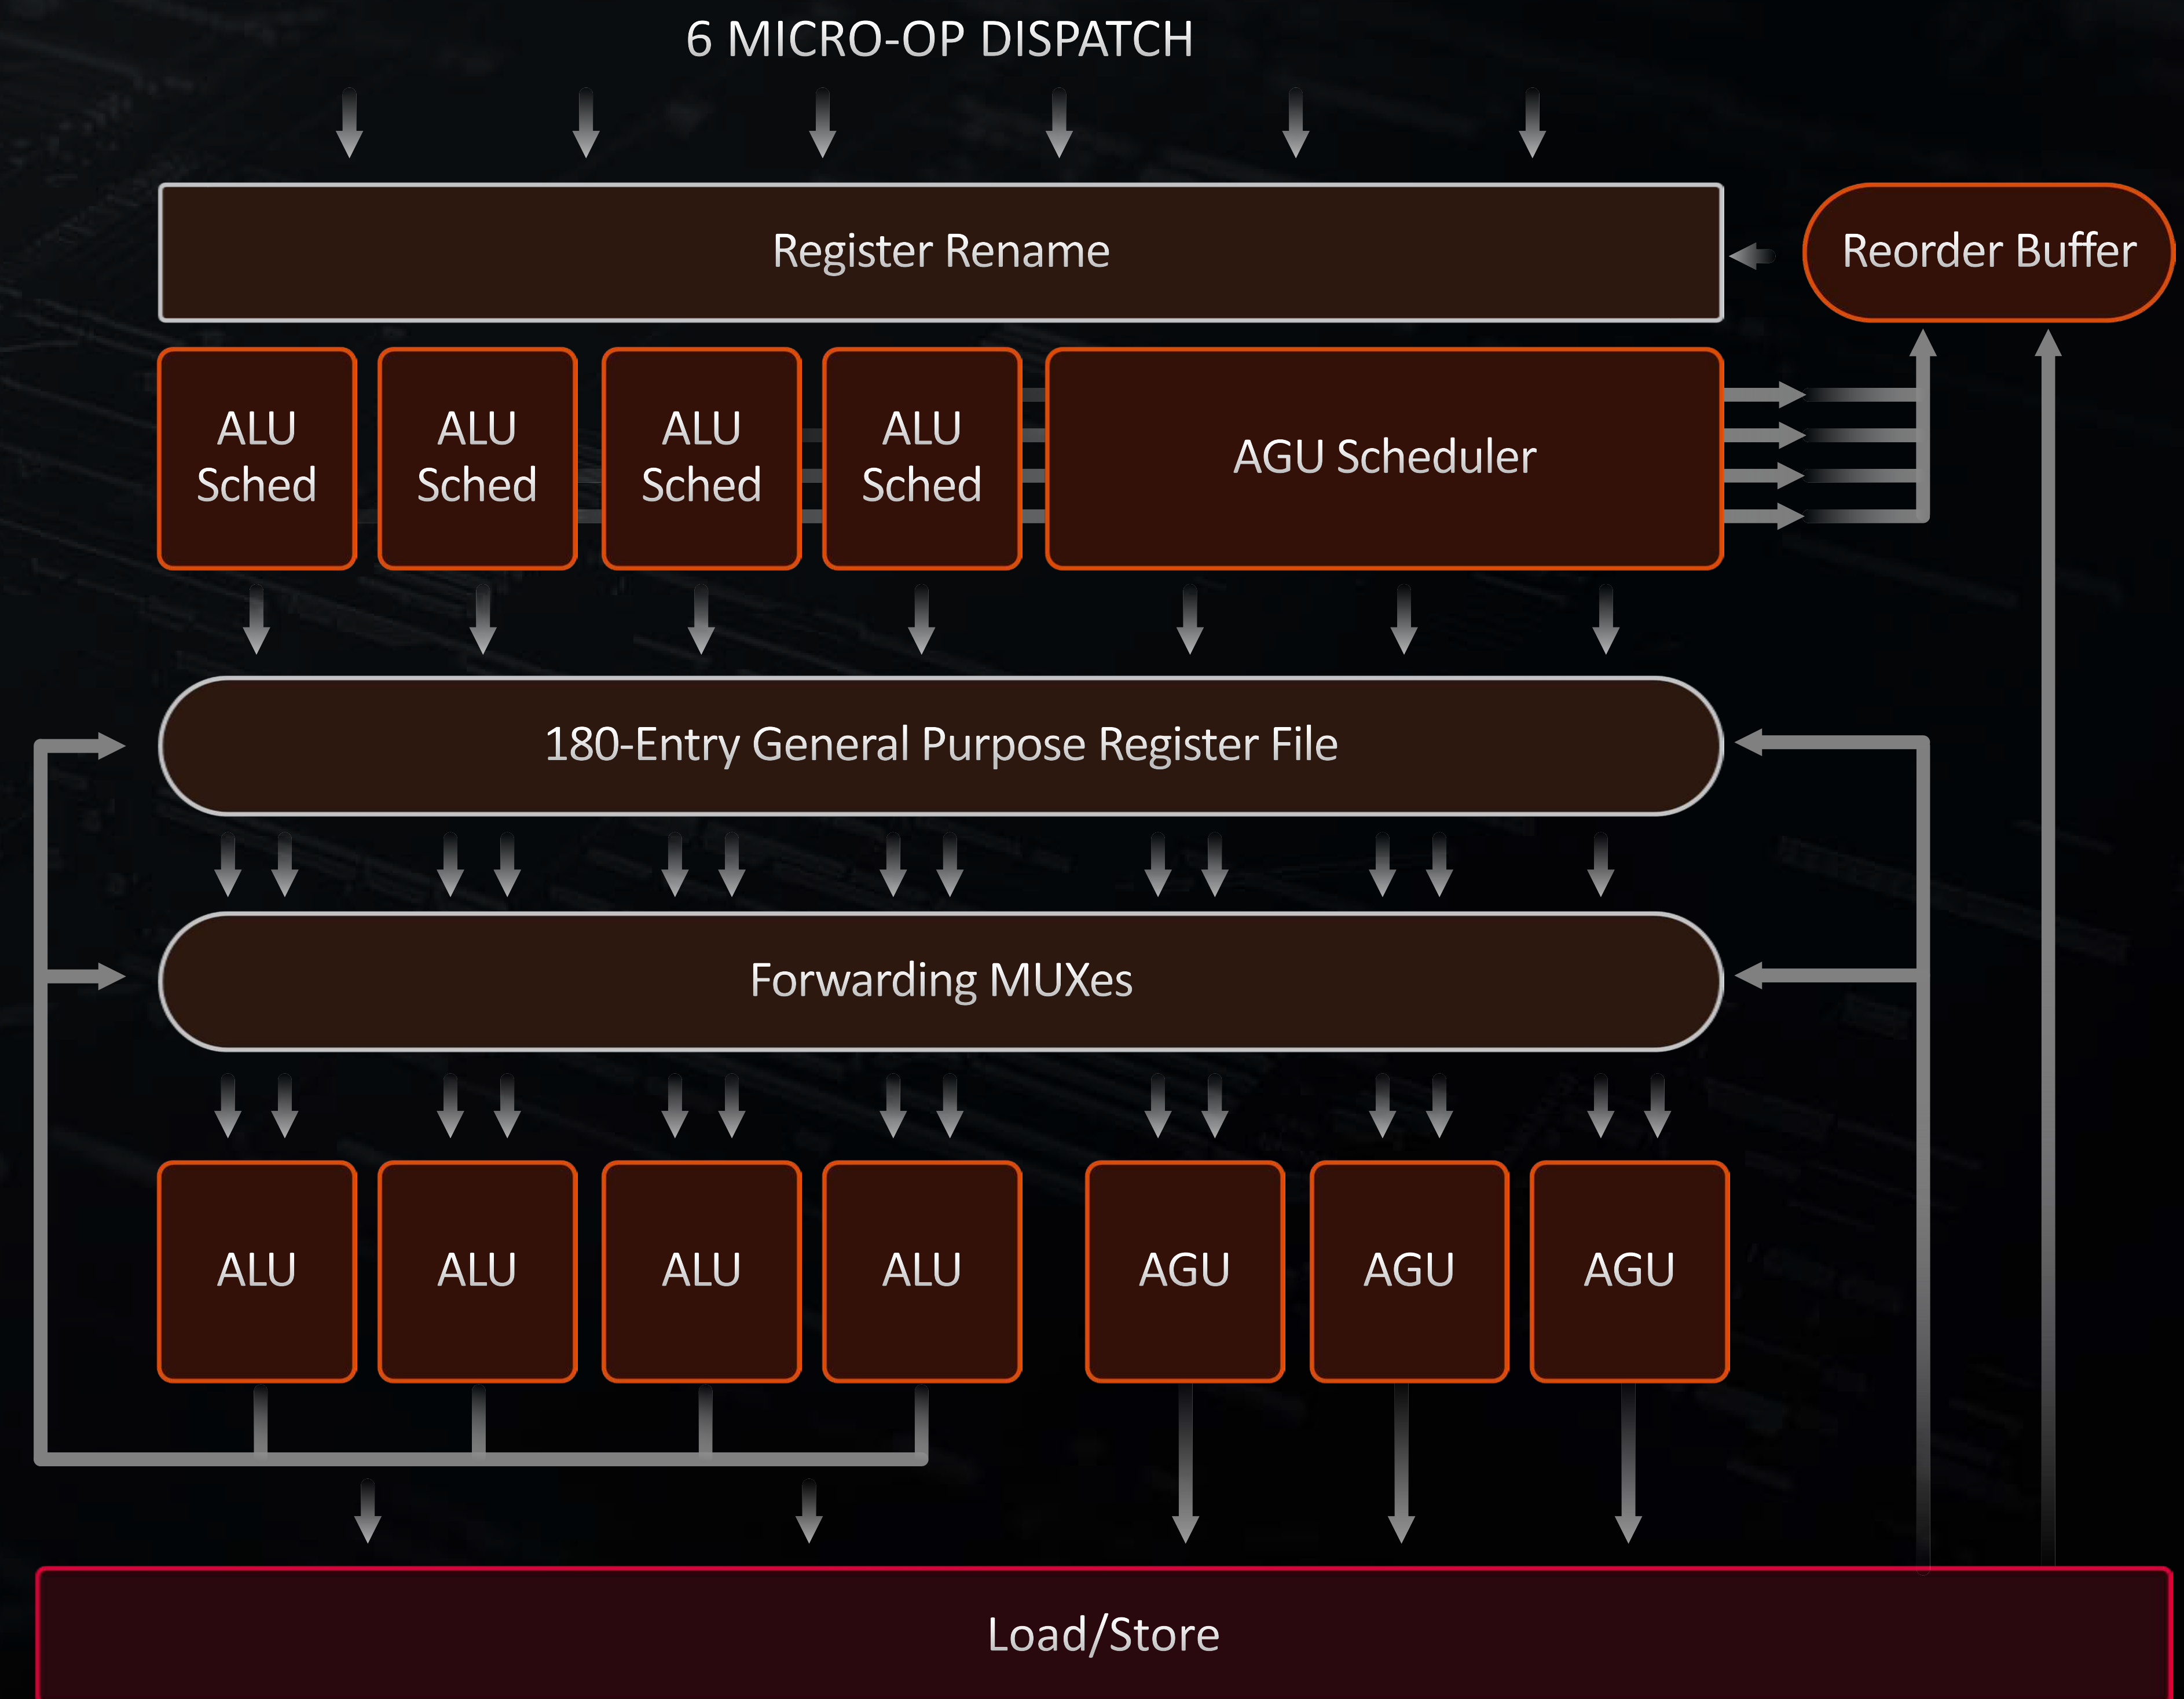 6 MICRO-OP DISPATCH
Register Rename
Reorder Buffer
ALU
Sched
ALU
Sched
ALU
Sched
ALU
Sched
AGU Scheduler
180-Entry General Purpose Register File
Forwarding MUXes
ALU
ALU
ALU
ALU
AGU
AGU
AGU
Load/Store